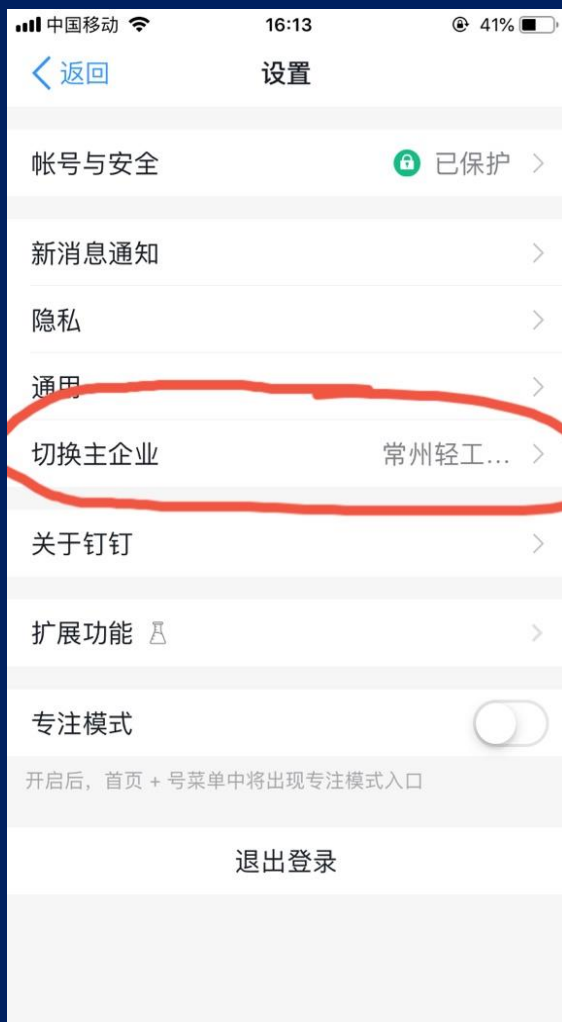 中国移动 16:13 41%
返回 设置
帐号与安全 已保护
新消息通知
隐私
通用
切换主企业 常州轻工...
关于钉钉
扩展功能
专注模式
开启后，首页 + 号菜单中将出现专注模式入口
退出登录